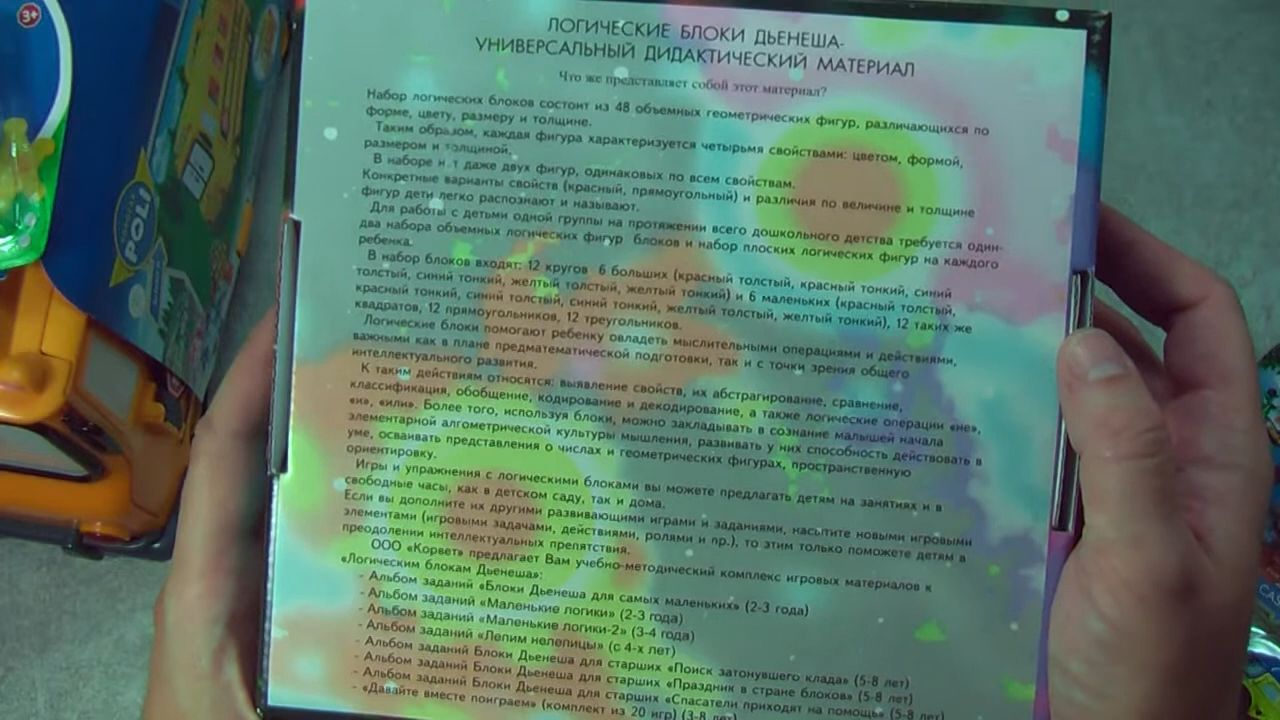 3+
POLI
ЛОГИЧЕСКИЕ БЛОКИ ДЬЕНЕША-
УНИВЕРСАЛЬНЫЙ ДИДАКТИЧЕСКИЙ МАТЕРИАЛ
Что же представляет собой этот материал?
Набор логических блоков состоит из 48 объемных геометрических фигур, различающихся по
форме, цвету, размеру и толщине.
Таким образом, каждая фигура характеризуется четырьмя свойствами: цветом, формой,
размером и толщиной.
В наборе н т даже двух фигур, одинаковых по всем свойствам.
Конкретные варианты свойств (красный, прямоугольный) и различия по величине и толщине
фигур дети легко распознают и называют.
Для работы с детьми одной группы на протяжении всего дошкольного детства требуется один-
два набора объемных логических фигур блоков и набор плоских логических фигур на каждого
ребенка.
В набор блоков входят: 12 кругов 6 больших (красный толстый, красный тонкий, синий
толстый, синий тонкий, желтый толстый, желтый тонкий) и 6 маленьких (красный толстый,
красный тонкий, синий толстый, синий тонкий, желтый толстый, желтый тонкий), 12 таких же
квадратов, 12 прямоугольников, 12 треугольников.
Логические блоки помогают ребенку овладеть мыслительными операциями и действиями,
важными как в плане предматематической подготовки, так и с точки зрения общего
интеллектуального развития.
К таким действиям относятся: выявление свойств, их абстрагирование, сравнение,
классификация, обобщение, кодирование и декодирование, а также логические операции «не»,
«и», «или». Более того, используя блоки, можно закладывать в сознание малышей начала
элементарной алгометрической культуры мышления, развивать у них способность действовать в
уме, осваивать представления о числах и геометрических фигурах, пространственную
ориентировку.
Игры и упражнения с логическими блоками вы можете предлагать детям на занятиях и в
свободные часы, как в детском саду, так и дома.
Если вы дополните их другими развивающими играми и заданиями, насытите новыми игровыми
элементами (игровыми задачами, действиями, ролями и пр.), то этим только поможете детям в
преодолении интеллектуальных препятствия.
ООО «Корвет» предлагает Вам учебно-методический комплекс игровых материалов к
«Логическим блокам Дьенеша»:
- Альбом заданий «Блоки Дьенеша для самых маленьких» (2-3 года)
- Альбом заданий «Маленькие логики» (2-3 года)
- Альбом заданий «Маленькие логики-2» (3-4 года)
- Альбом заданий «Лепим нелепицы» (с 4-х лет)
- Альбом заданий Блоки Дьенеша для старших «Поиск затонувшего клада» (5-8 лет)
- Альбом заданий Блоки Дьенеша для старших «Праздник в стране блоков» (5-8 лет)
- Альбом заданий Блоки Дьенеша для старших «Спасатели приходят на помощь» (5-8 лет)
- «Давайте вместе поиграем» (комплект из 20 игр) (3-8 лет)